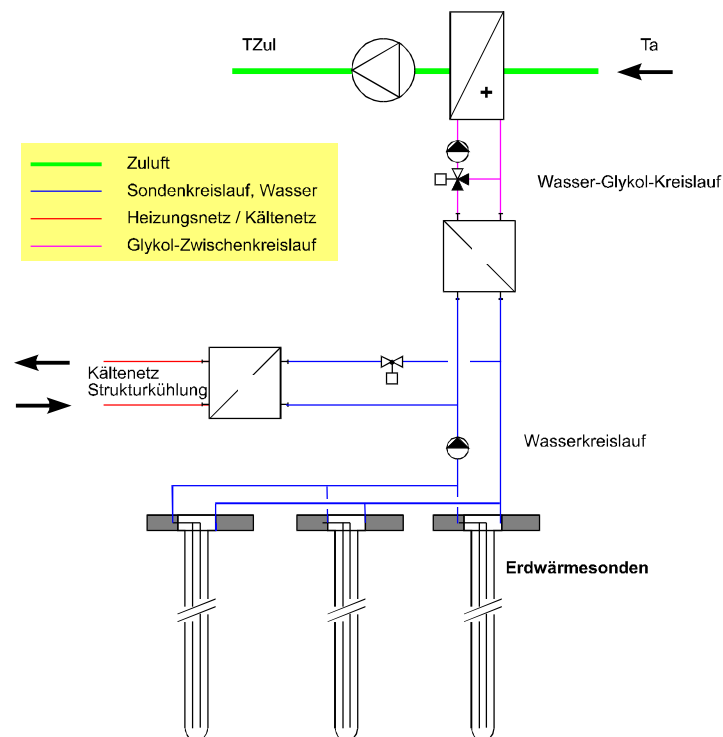 TZul
Ta
+
Zuluft
Sondenkreislauf, Wasser
Heizungsnetz / Kältenetz
Glykol-Zwischenkreislauf
Wasser-Glykol-Kreislauf
Kältenetz
Strukturkühlung
Wasserkreislauf
Erdwärmesonden